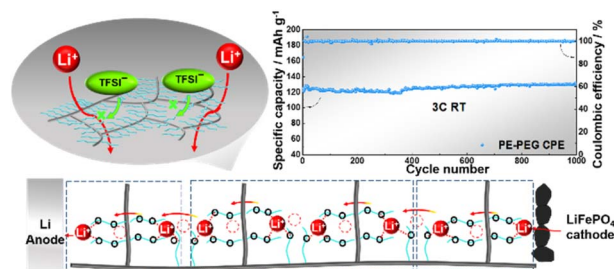 Li⁺
TFSI⁻
TFSI⁻
Li⁺
X
X
Specific capacity / mAh g⁻¹
200
180
160
140
120
100
80
60
40
0
200
400
600
800
1000
Cycle number
100
80
60
40
20
0
Coulombic efficiency / %
3C RT
PE-PEG CPE
Li
Anode
Li⁺
Li⁺
Li⁺
Li⁺
Li⁺
Li⁺
LiFePO₄
cathode